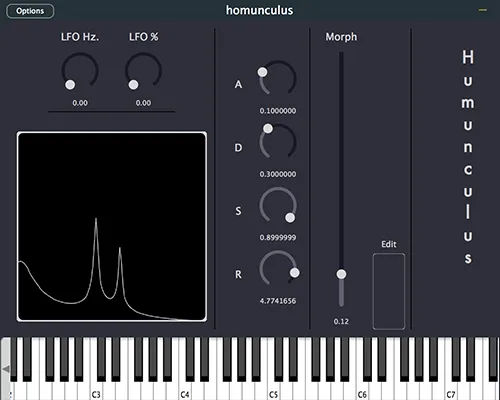 Options
homunculus
LFO Hz.
LFO %
0.00
0.00
A
0.1000000
D
0.3000000
S
0.8999999
R
4.7741656
Morph
0.12
Edit
Humunculus
C3
C4
C5
C6
C7